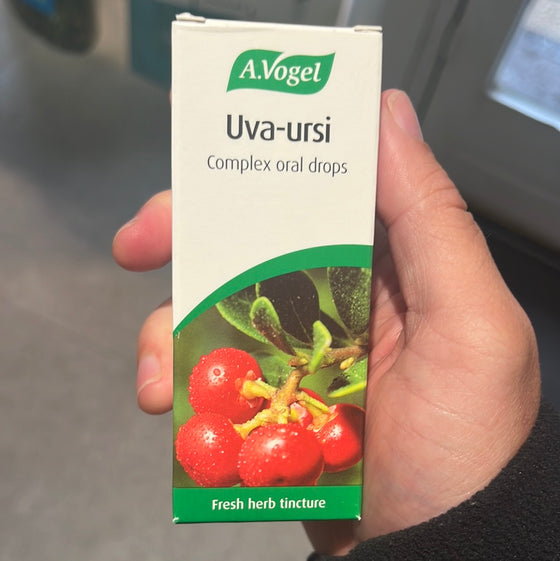 A.Vogel
Uva-ursi
Complex oral drops
Fresh herb tincture